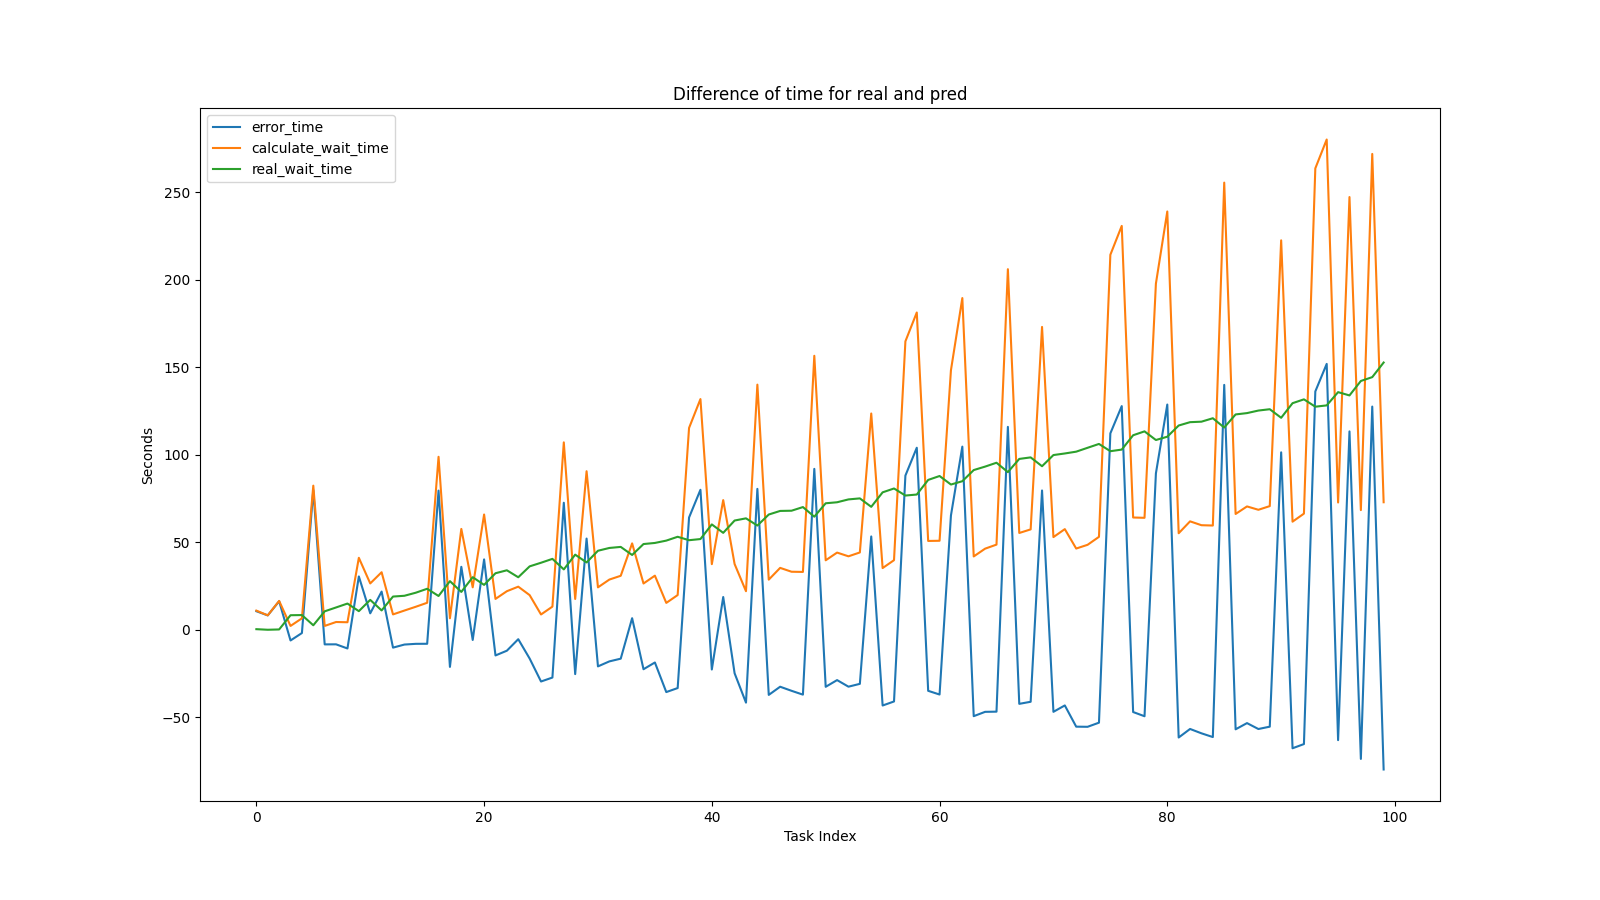 Difference of time for real and pred
error_time
calculate_wait_time
real_wait_time
250
200
150
100
50
0
−50
Seconds
0 20 40 60 80 100
Task Index